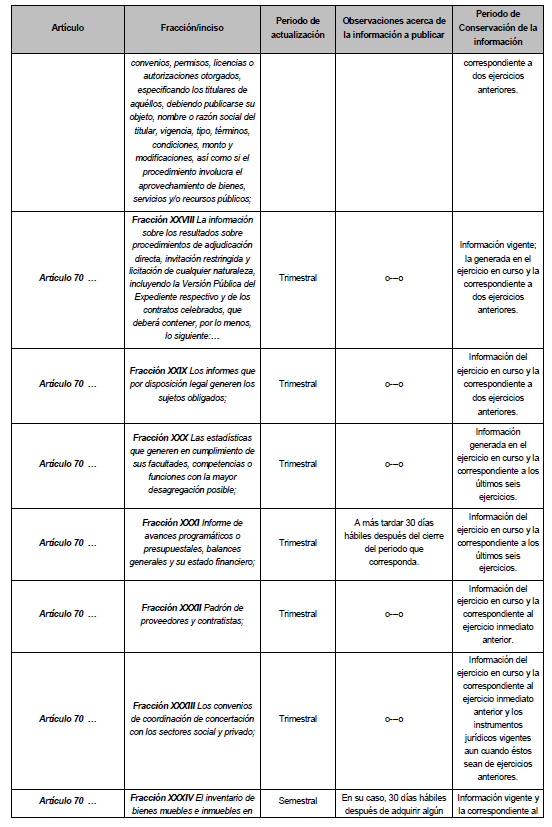 Artículo
Fracción/inciso
Periodo de
actualización
Observaciones acerca de
la información a publicar
Periodo de
Conservación de la
información
convenios, permisos, licencias o
autorizaciones otorgados,
especificando los titulares de
aquéllos, debiendo publicarse su
objeto, nombre o razón social del
titular, vigencia, tipo, términos,
condiciones, monto y
modificaciones, así como si el
procedimiento involucra el
aprovechamiento de bienes,
servicios y/o recursos públicos;
correspondiente a
dos ejercicios
anteriores.
Artículo 70 …
Fracción XXVIII La información
sobre los resultados sobre
procedimientos de adjudicación
directa, invitación restringida y
licitación de cualquier naturaleza,
incluyendo la Versión Pública del
Expediente respectivo y de los
contratos celebrados, que
deberá contener, por lo menos,
lo siguiente:…
Trimestral
o---o
Información vigente;
la generada en el
ejercicio en curso y la
correspondiente a
dos ejercicios
anteriores.
Artículo 70 …
Fracción XXIX Los informes que
por disposición legal generen los
sujetos obligados;
Trimestral
o---o
Información del
ejercicio en curso y la
correspondiente a
dos ejercicios
anteriores.
Artículo 70 …
Fracción XXX Las estadísticas
que generen en cumplimiento de
sus facultades, competencias o
funciones con la mayor
desagregación posible;
Trimestral
o---o
Información
generada en el
ejercicio en curso y la
correspondiente a los
últimos seis
ejercicios.
Artículo 70 …
Fracción XXXI Informe de
avances programáticos o
presupuestales, balances
generales y su estado financiero;
Trimestral
A más tardar 30 días
hábiles después del cierre
del periodo que
corresponda.
Información del
ejercicio en curso y la
correspondiente a los
últimos seis
ejercicios.
Artículo 70 …
Fracción XXXII Padrón de
proveedores y contratistas;
Trimestral
o---o
Información del
ejercicio en curso y la
correspondiente al
ejercicio inmediato
anterior.
Artículo 70 …
Fracción XXXIII Los convenios
de coordinación de concertación
con los sectores social y privado;
Trimestral
o---o
Información del
ejercicio en curso y la
correspondiente al
ejercicio inmediato
anterior y los
instrumentos
jurídicos vigentes
aun cuando éstos
sean de ejercicios
anteriores.
Artículo 70 …
Fracción XXXIV El inventario de
bienes muebles e inmuebles en
Semestral
En su caso, 30 días hábiles
después de adquirir algún
Información vigente y
la correspondiente al